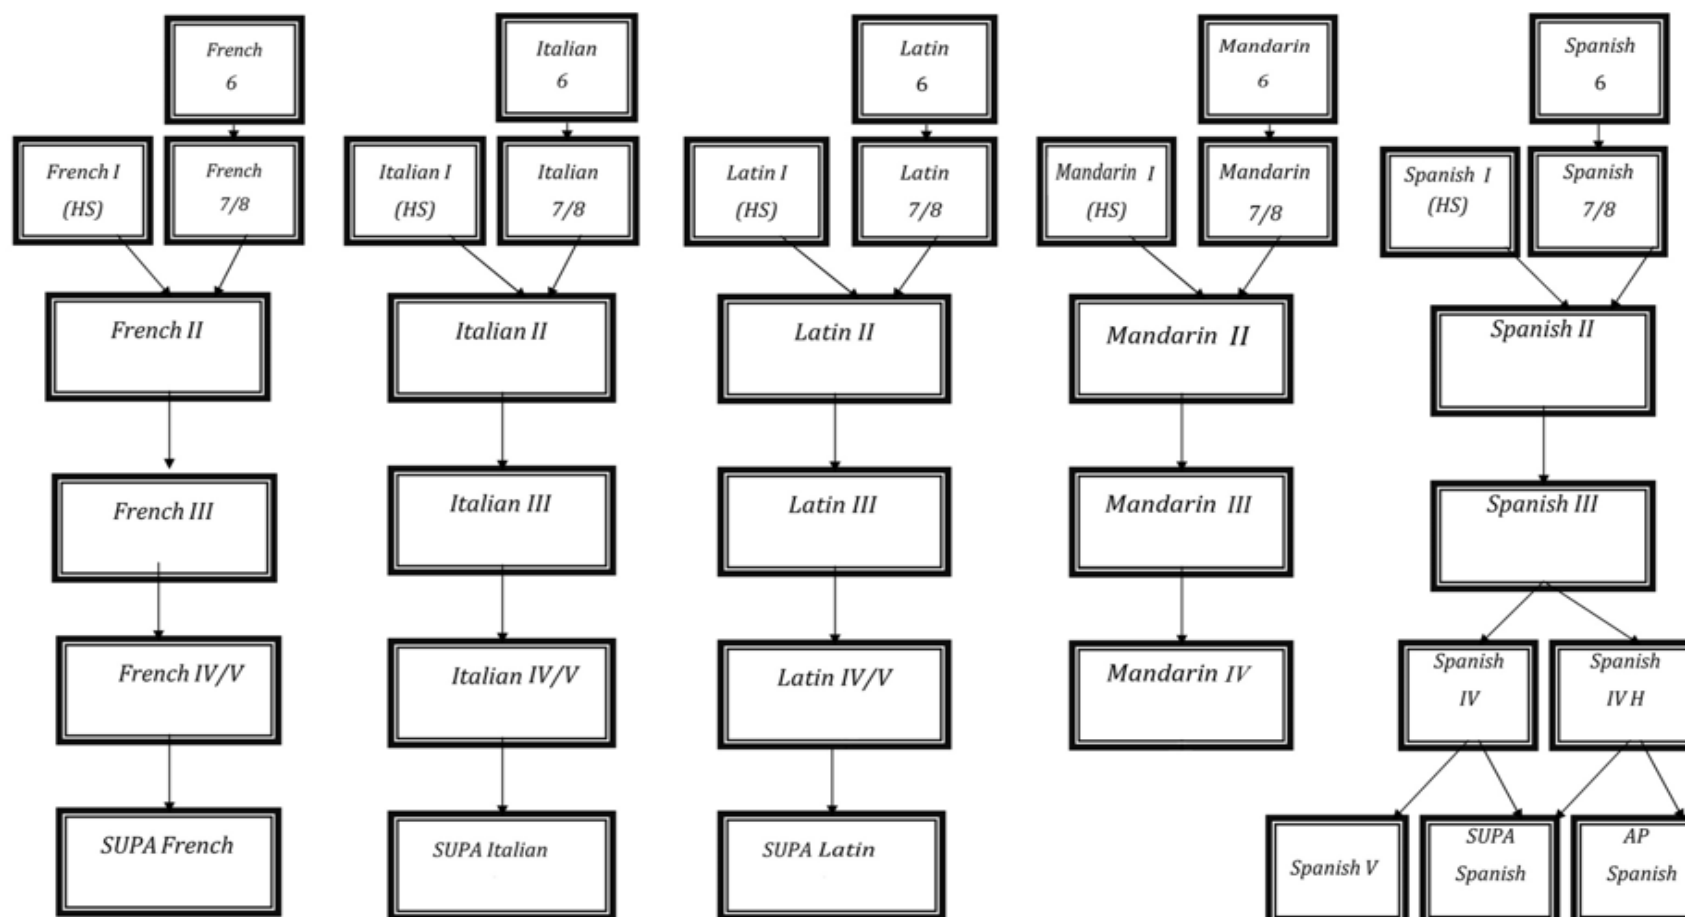 French
6
Italian
6
Latin
6
Mandarin
6
Spanish
6
French I
(HS)
French
7/8
Italian I
(HS)
Italian
7/8
Latin I
(HS)
Latin
7/8
Mandarin I
(HS)
Mandarin
7/8
Spanish I
(HS)
Spanish
7/8
French II
Italian II
Latin II
Mandarin II
Spanish II
French III
Italian III
Latin III
Mandarin III
Spanish III
French IV/V
Italian IV/V
Latin IV/V
Mandarin IV
Spanish
IV
Spanish
IV H
SUPA French
SUPA Italian
SUPA Latin
Spanish V
SUPA
Spanish
AP
Spanish